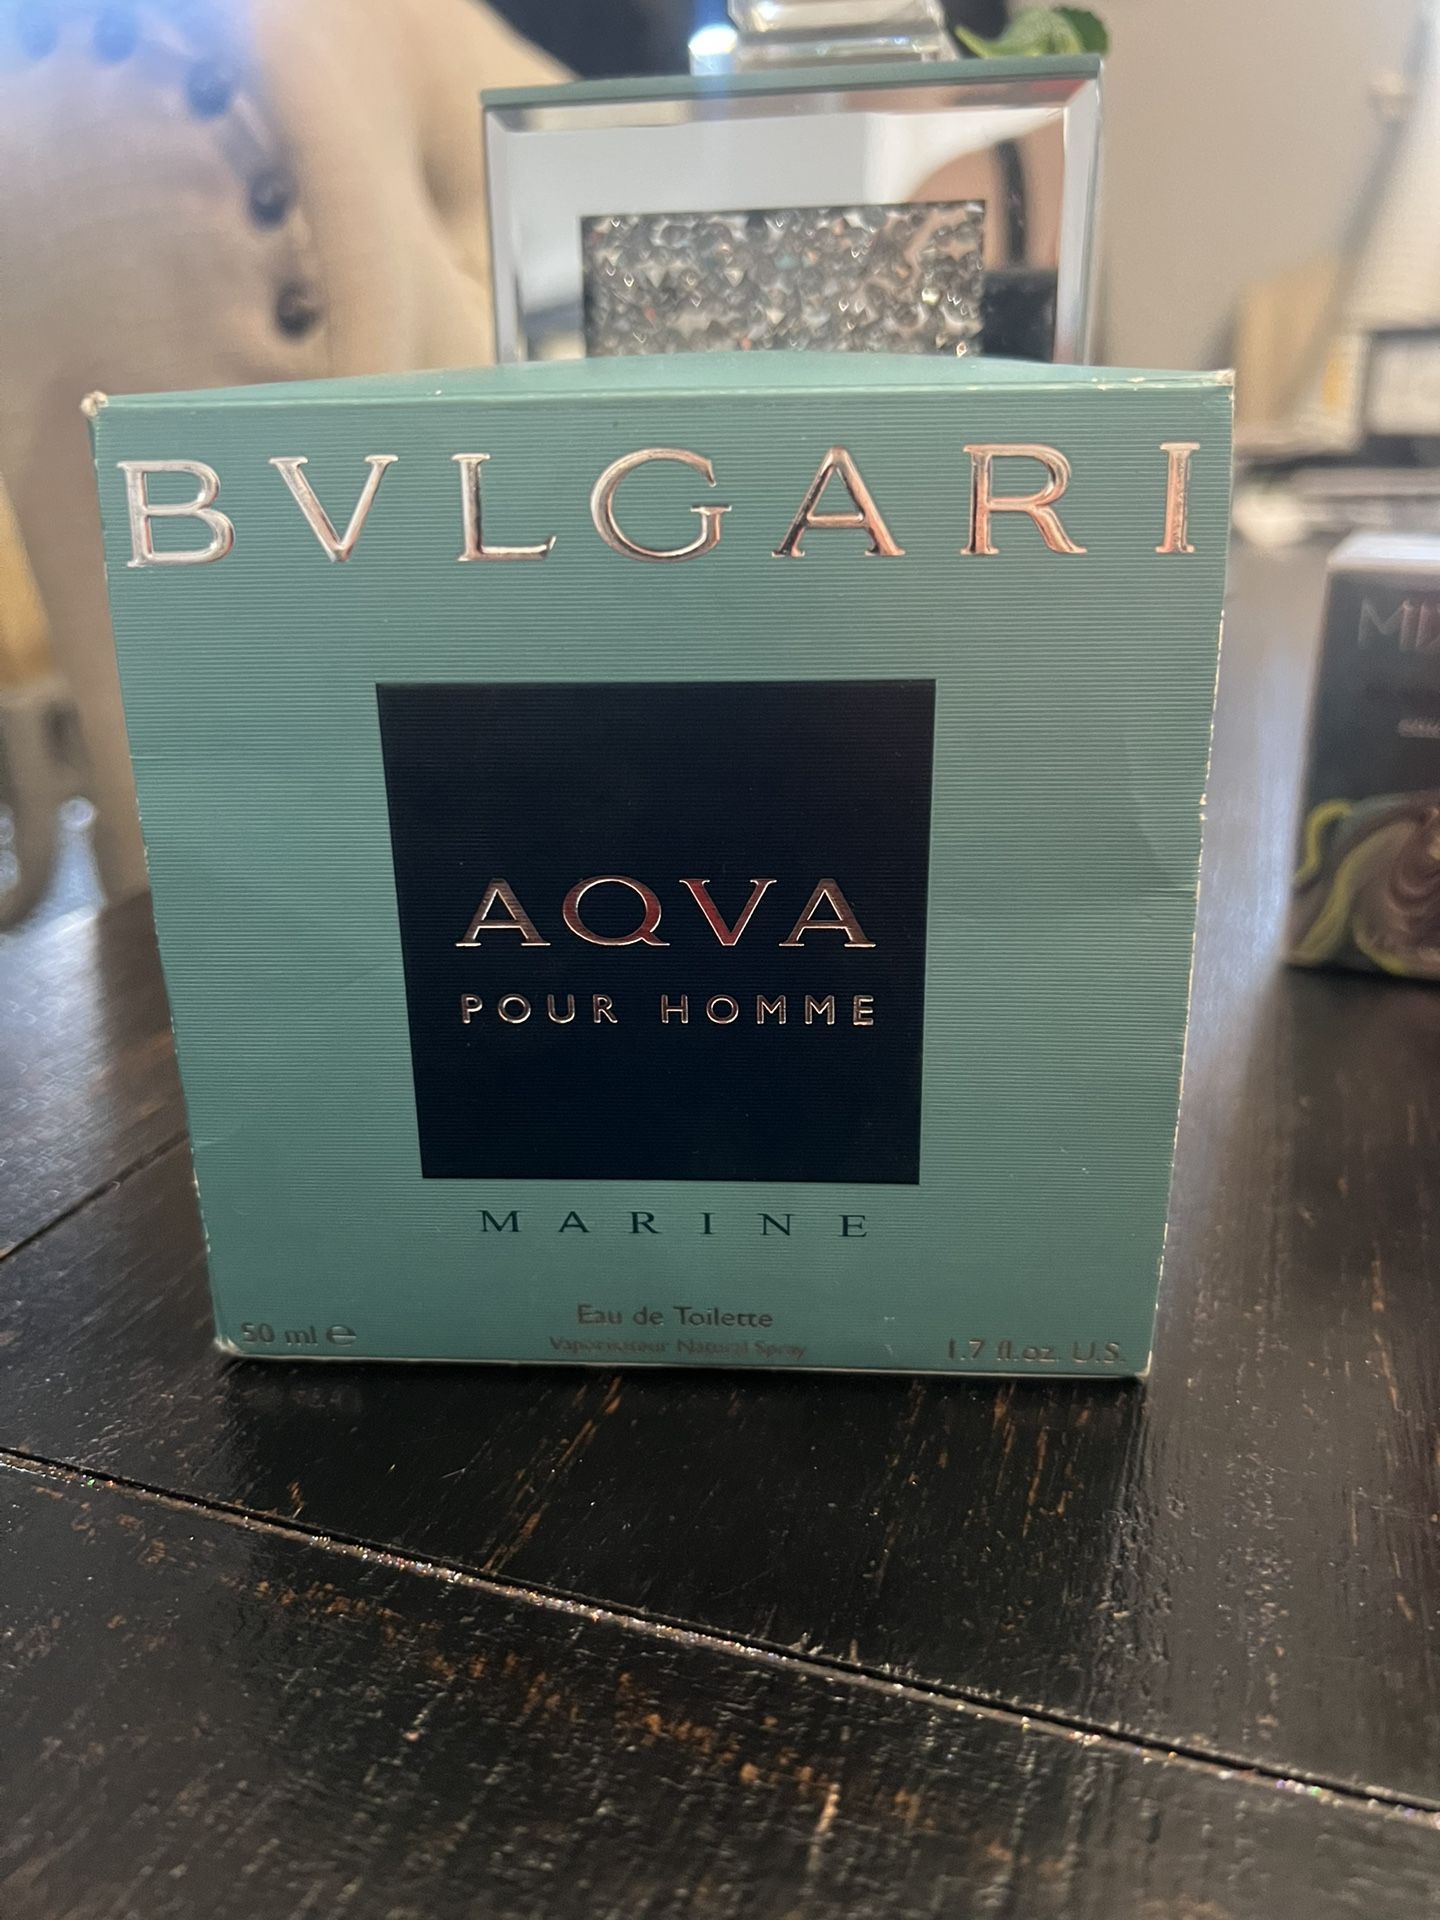 BVLGARI
AQVA
POUR HOMME
MARINE
Eau de Toilette
Vaporisateur Natural Spray
50 ml ℮
1.7 fl.oz. U.S.